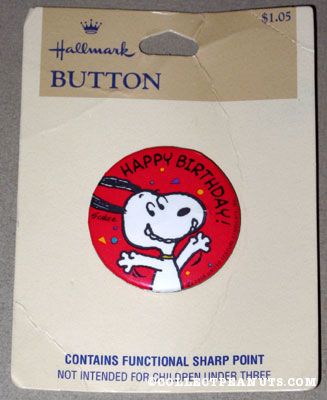 Hallmark
$1.05
BUTTON
HAPPY BIRTHDAY!
CONTAINS FUNCTIONAL SHARP POINT
NOT INTENDED FOR CHILDREN UNDER THREE
©COLLECTPEANUTS.COM